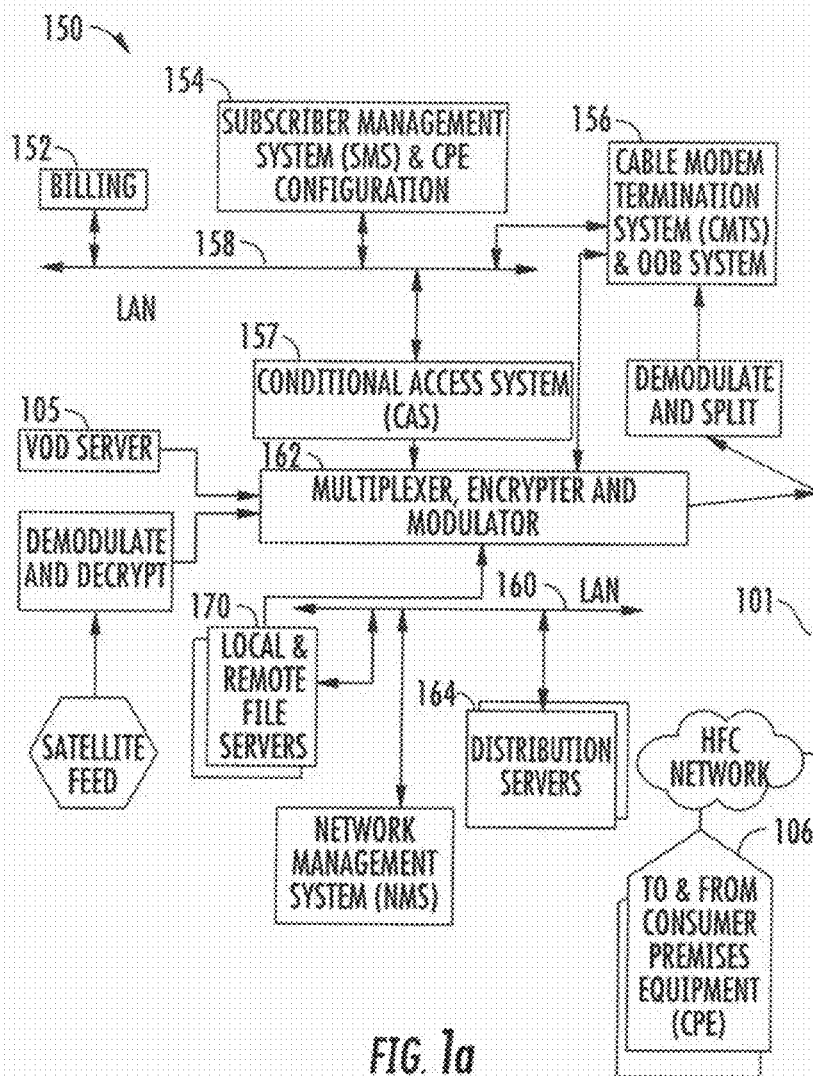 150
154
SUBSCRIBER MANAGEMENT
SYSTEM (SMS) & CPE
CONFIGURATION
156
CABLE MODEM
TERMINATION
SYSTEM (CMTS)
& OOB SYSTEM
152
BILLING
158
LAN
157
CONDITIONAL ACCESS SYSTEM
(CAS)
DEMODULATE
AND SPLIT
105
VOD SERVER
162
MULTIPLEXER, ENCRYPTER AND
MODULATOR
DEMODULATE
AND DECRYPT
160
LAN
101
170
LOCAL &
REMOTE
FILE
SERVERS
164
DISTRIBUTION
SERVERS
HFC
NETWORK
SATELLITE
FEED
NETWORK
MANAGEMENT
SYSTEM (NMS)
106
TO & FROM
CONSUMER
PREMISES
EQUIPMENT
(CPE)
FIG. 1a